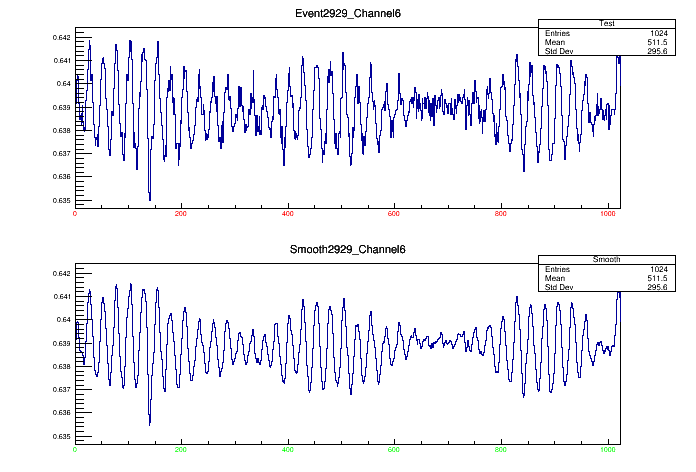 Event2929_Channel6
Test
Entries 1024
Mean 511.5
Std Dev 295.6
0.642
0.641
0.64
0.639
0.638
0.637
0.636
0.635
0 200 400 600 800 1000
Smooth2929_Channel6
Smooth
Entries 1024
Mean 511.5
Std Dev 295.6
0.642
0.641
0.64
0.639
0.638
0.637
0.636
0.635
0 200 400 600 800 1000